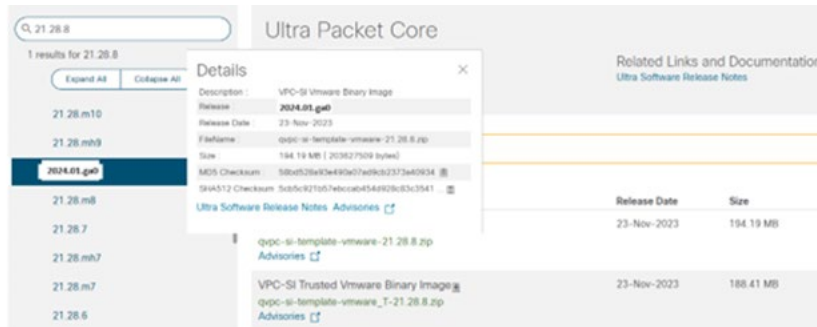 21.28.8
1 results for 21.28.8
Expand All
Collapse All
21.28.m10
21.28.mh9
2024.01.gx0
21.28.m8
21.28.7
21.28.mh7
21.28.m7
21.28.6
Ultra Packet Core
Related Links and Documentation
Ultra Software Release Notes
Details
Description : VPC-SI Vmware Binary Image
Release : 2024.01.gx0
Release Date : 23-Nov-2023
FileName : qvpc-si-template-vmware-21.28.8.zip
Size : 194.19 MB ( 203627509 bytes)
MD5 Checksum :
SHA512 Checksum :
Ultra Software Release Notes Advisories
Release Date Size
23-Nov-2023 194.19 MB
qvpc-si-template-vmware-21.28.8.zip
Advisories
VPC-SI Trusted Vmware Binary Image 23-Nov-2023 188.41 MB
qvpc-si-template-vmware_T-21.28.8.zip
Advisories